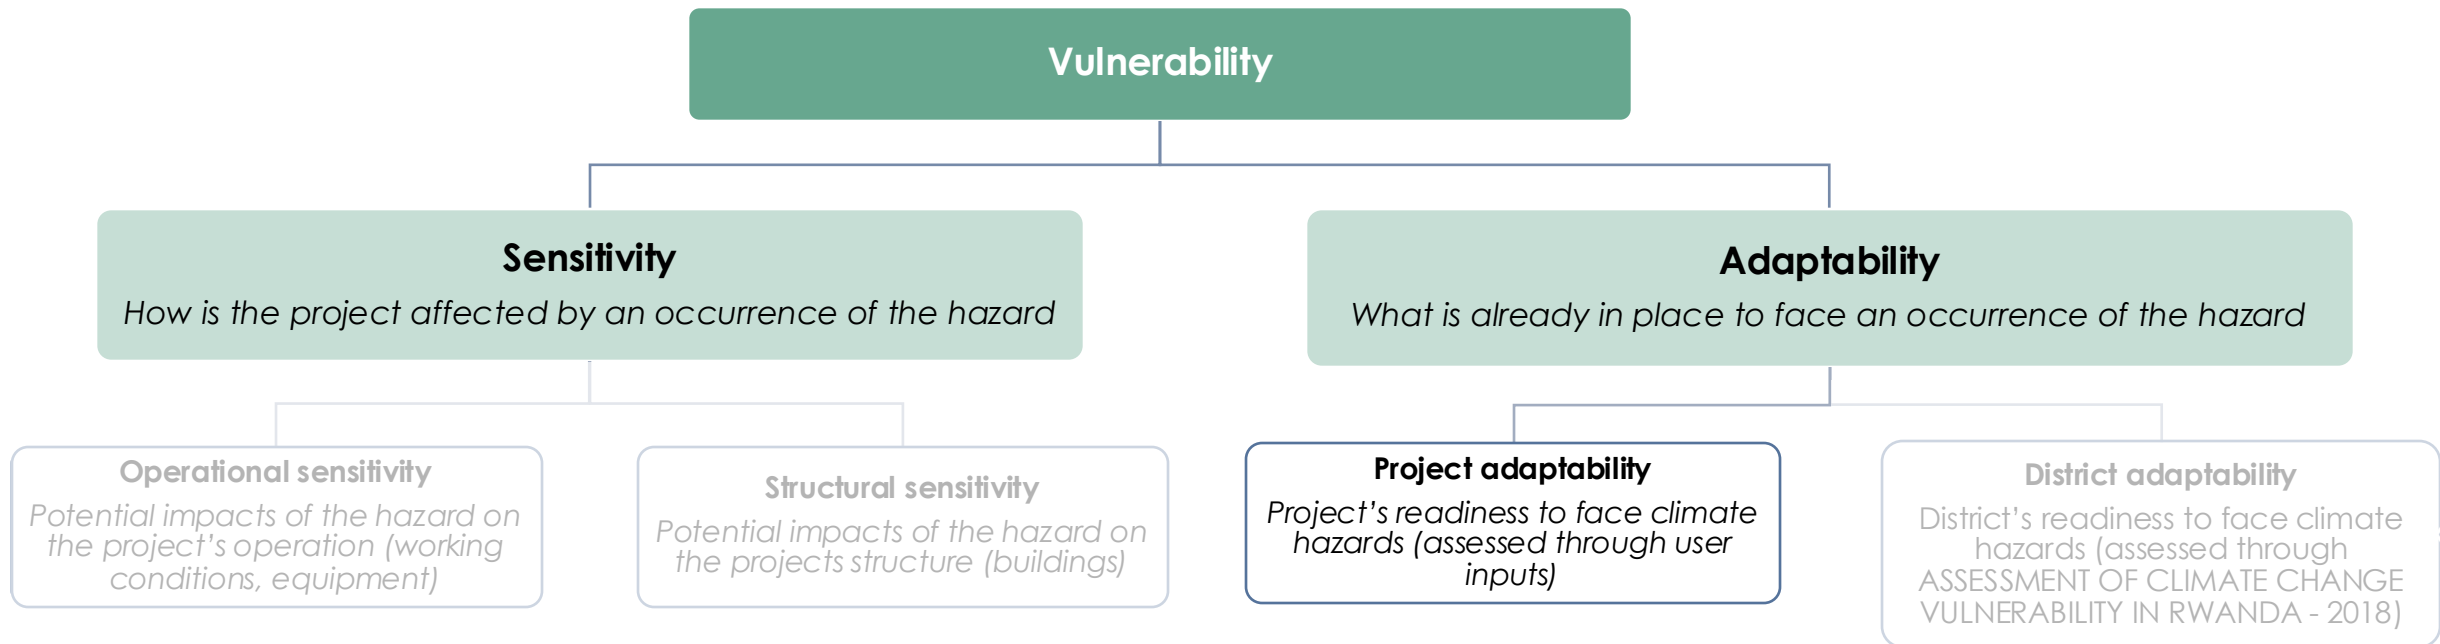 Vulnerability
Sensitivity
How is the project affected by an occurrence of the hazard
Adaptability
What is already in place to face an occurrence of the hazard
Operational sensitivity
Potential impacts of the hazard on
the project's operation (working
conditions, equipment)
Structural sensitivity
Potential impacts of the hazard on
the projects structure (buildings)
Project adaptability
Project's readiness to face climate
hazards (assessed through user
inputs)
District adaptability
District's readiness to face climate
hazards (assessed through
ASSESSMENT OF CLIMATE CHANGE
VULNERABILITY IN RWANDA - 2018)